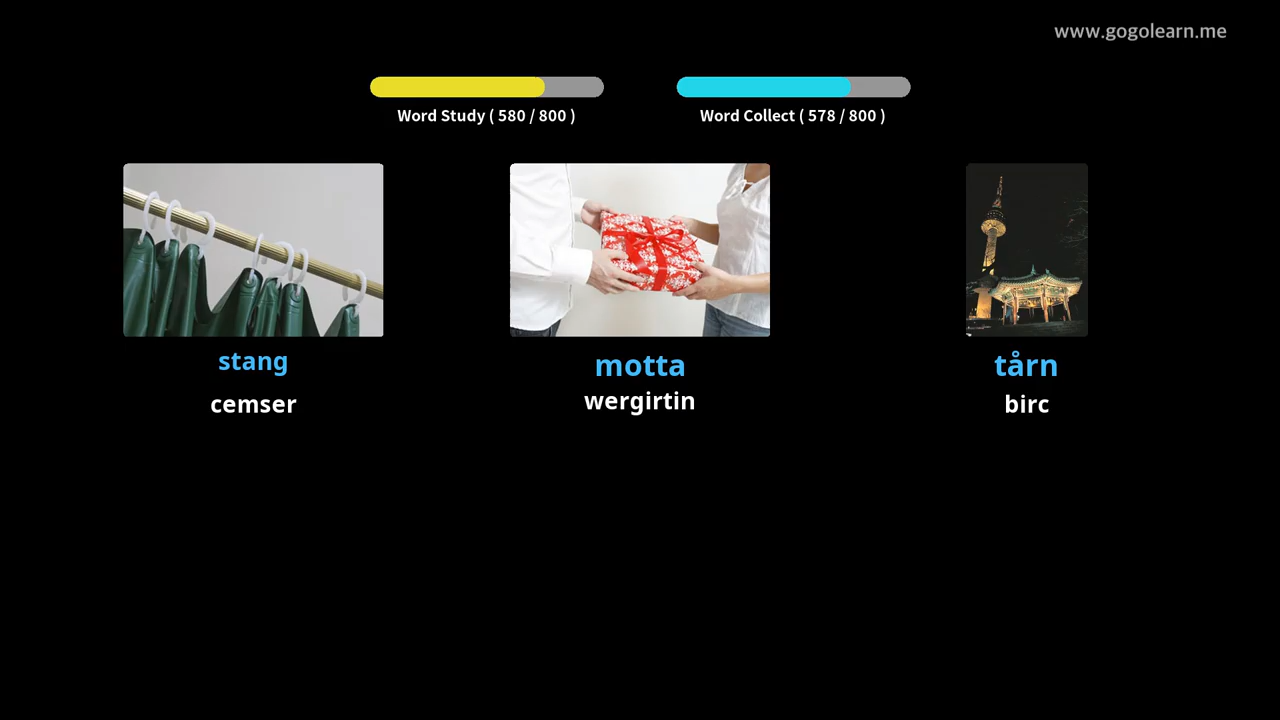 www.gogolearn.me
Word Study ( 580 / 800 )
Word Collect ( 578 / 800 )
stang
motta
tårn
cemser
wergirtin
birc